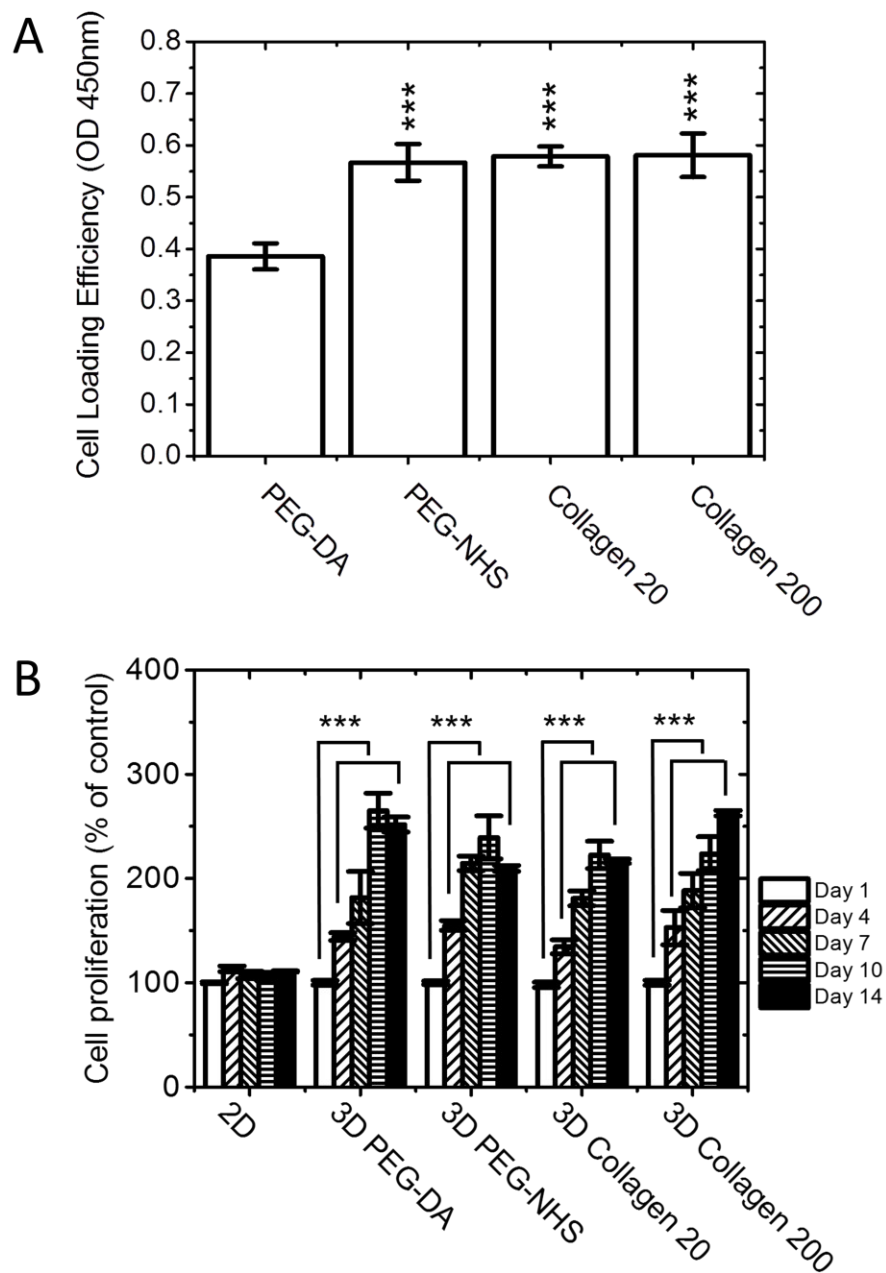 A
Cell Loading Efficiency (OD 450nm)
0.8
0.7
0.6
0.5
0.4
0.3
0.2
0.1
0.0
***
***
***
PEG-DA
PEG-NHS
Collagen 20
Collagen 200
B
Cell proliferation (% of control)
400
300
200
100
0
***
***
***
***
Day 1
Day 4
Day 7
Day 10
Day 14
2D
3D PEG-DA
3D PEG-NHS
3D Collagen 20
3D Collagen 200